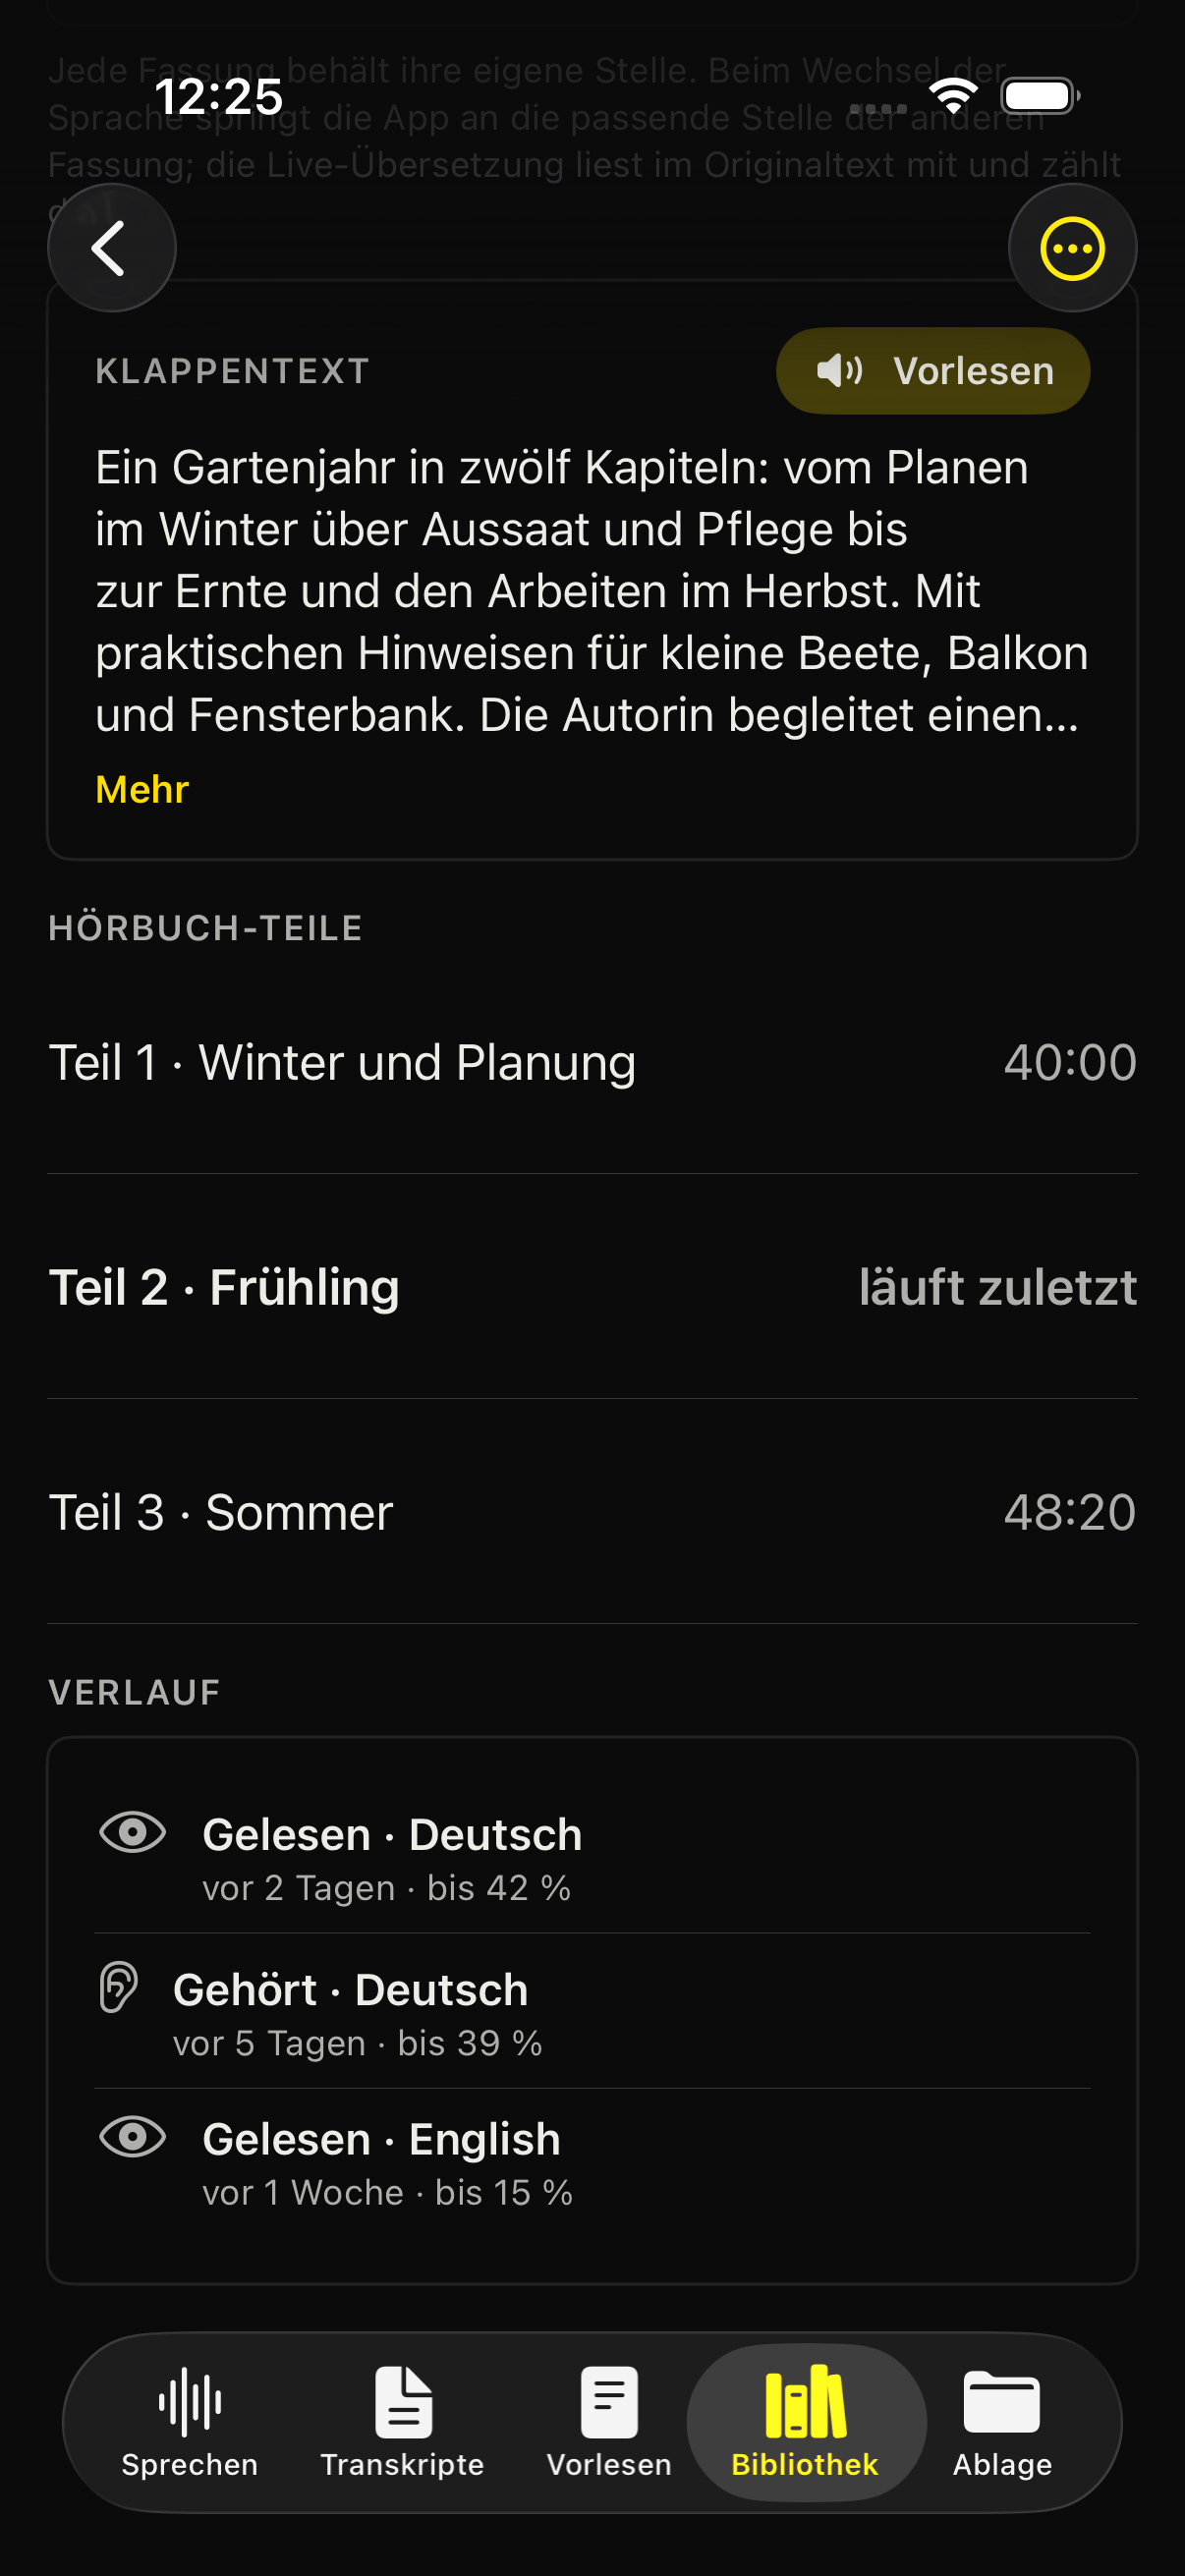 Jede Fassung behält ihre eigene Stelle. Beim Wechsel der
12:25
Sprache springt die App an die passende Stelle der anderen
Fassung; die Live-Übersetzung liest im Originaltext mit und zählt
KLAPPENTEXT
Vorlesen
Ein Gartenjahr in zwölf Kapiteln: vom Planen
im Winter über Aussaat und Pflege bis
zur Ernte und den Arbeiten im Herbst. Mit
praktischen Hinweisen für kleine Beete, Balkon
und Fensterbank. Die Autorin begleitet einen...
Mehr
HÖRBUCH-TEILE
Teil 1 · Winter und Planung 40:00
Teil 2 · Frühling läuft zuletzt
Teil 3 · Sommer 48:20
VERLAUF
Gelesen · Deutsch
vor 2 Tagen · bis 42 %
Gehört · Deutsch
vor 5 Tagen · bis 39 %
Gelesen · English
vor 1 Woche · bis 15 %
Sprechen Transkripte Vorlesen Bibliothek Ablage